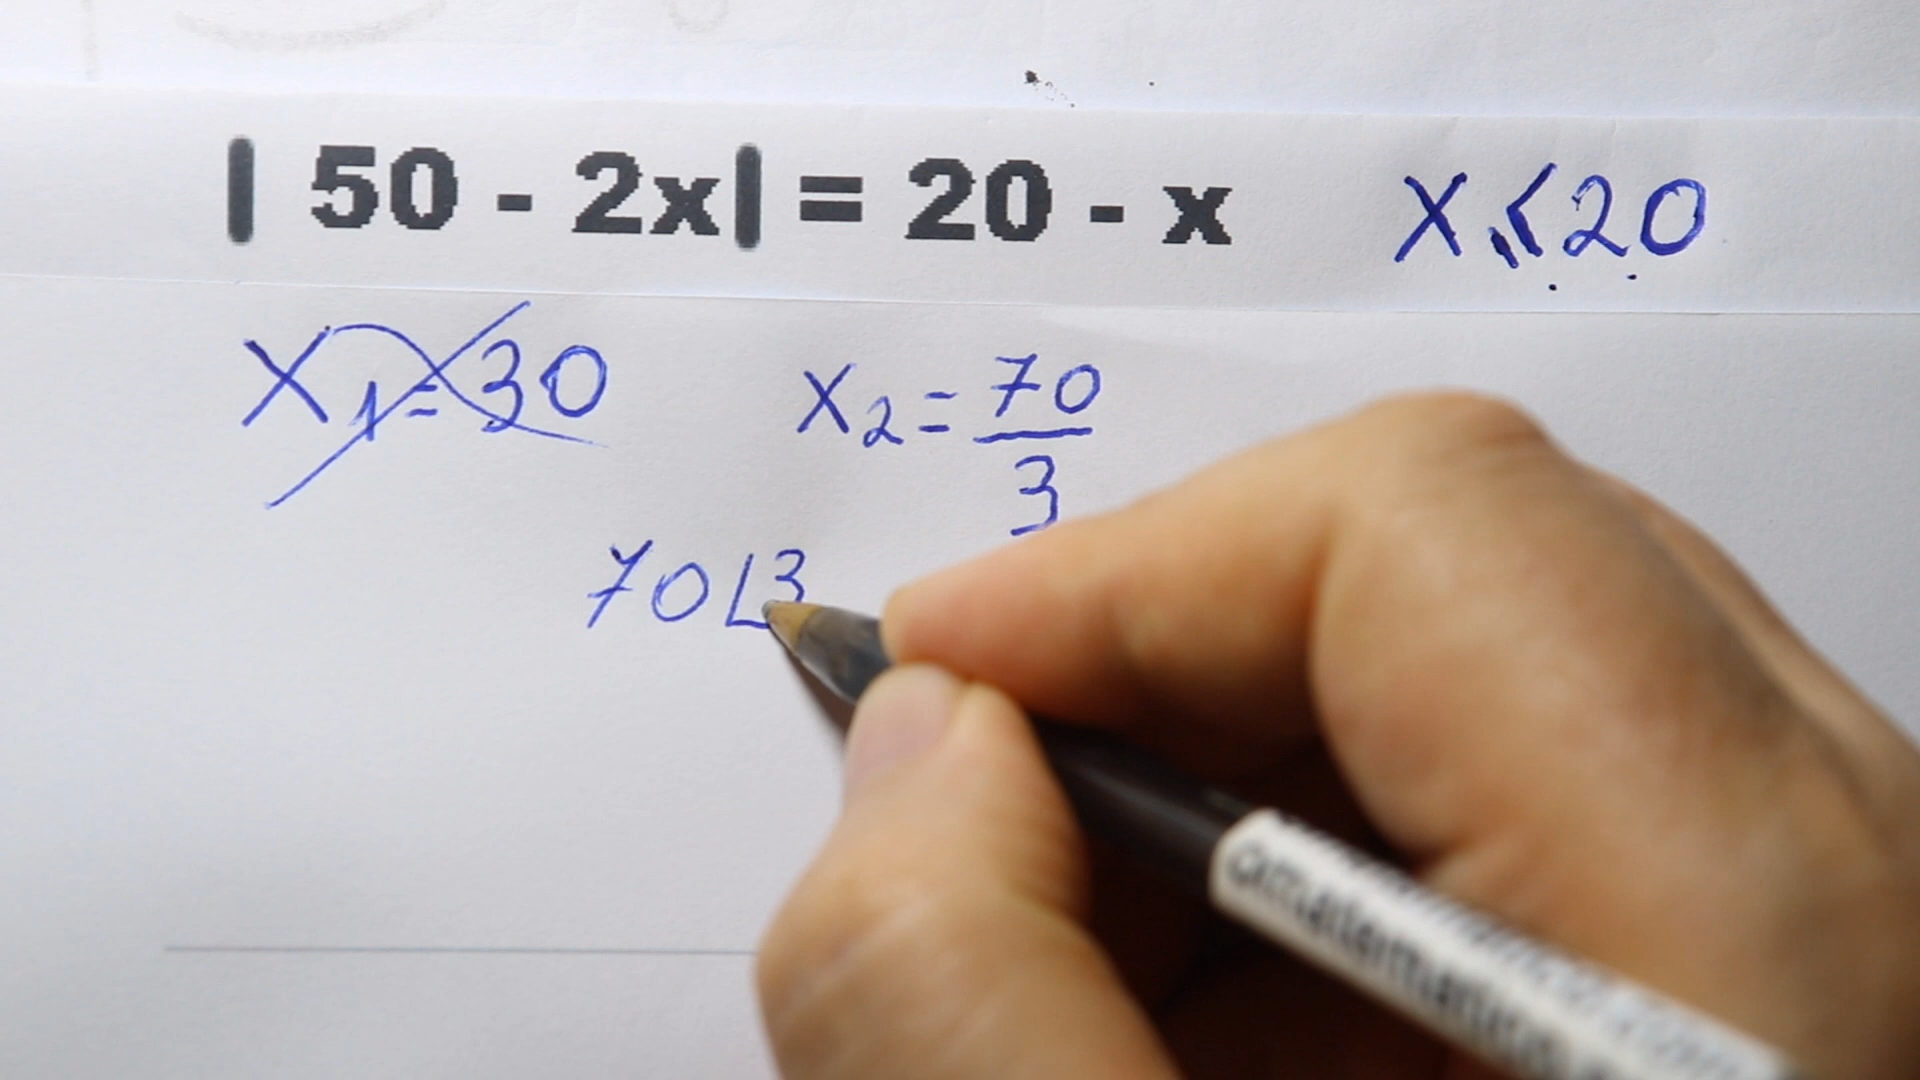 | 50 - 2x| = 20 - x x ⩽ 20
x₁ = 30 x₂ = 70/3
70 ∟3